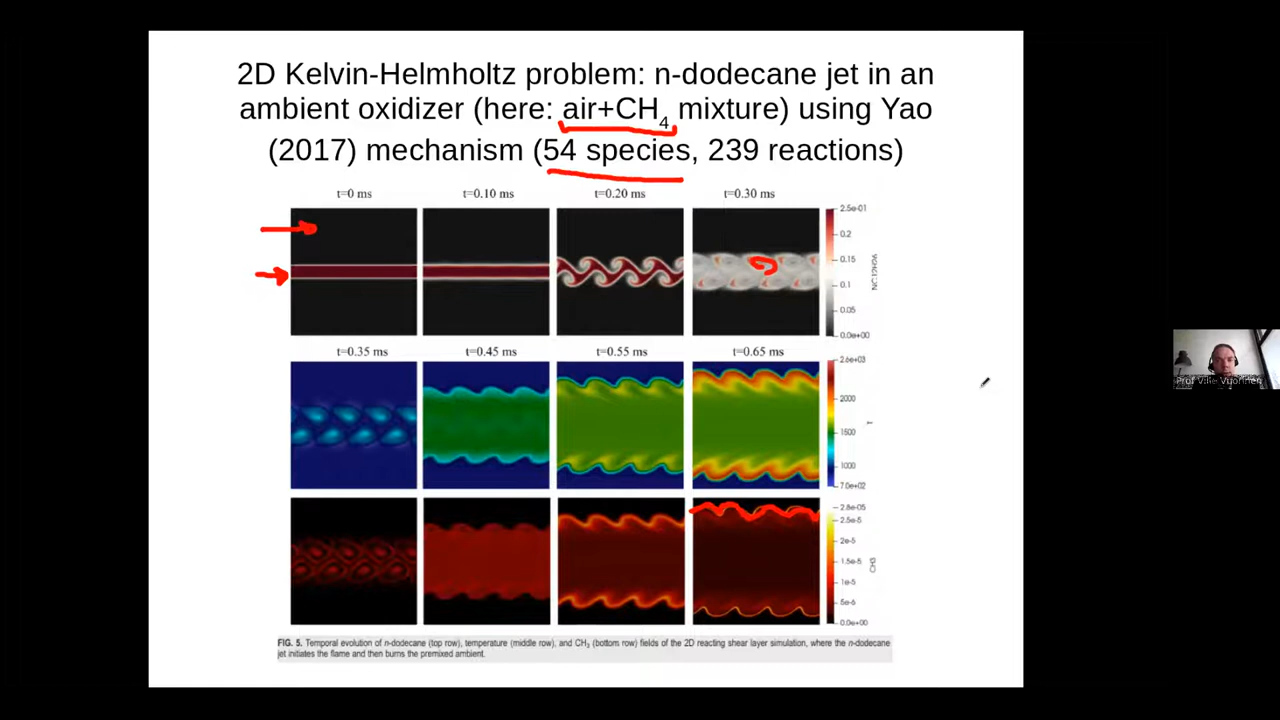 2D Kelvin-Helmholtz problem: n-dodecane jet in an
ambient oxidizer (here: air+CH4 mixture) using Yao
(2017) mechanism (54 species, 239 reactions)
t=0 ms t=0.10 ms t=0.20 ms t=0.30 ms
2.5e-01
0.2
0.15
0.1
0.05
0.0e+00
t=0.35 ms t=0.45 ms t=0.55 ms t=0.65 ms
2.6e+03
2000
1500
1000
7.0e+02
T
2.8e-05
2.5e-5
2e-5
1.5e-5
1e-5
5e-6
0.0e+00
CH3
FIG. 5. Temporal evolution of n-dodecane (top row), temperature (middle row), and CH3 (bottom row) fields of the 2D reacting shear layer simulation, where the n-dodecane
jet initiates the flame and then burns the premixed ambient.
Prof Ville Vuorinen